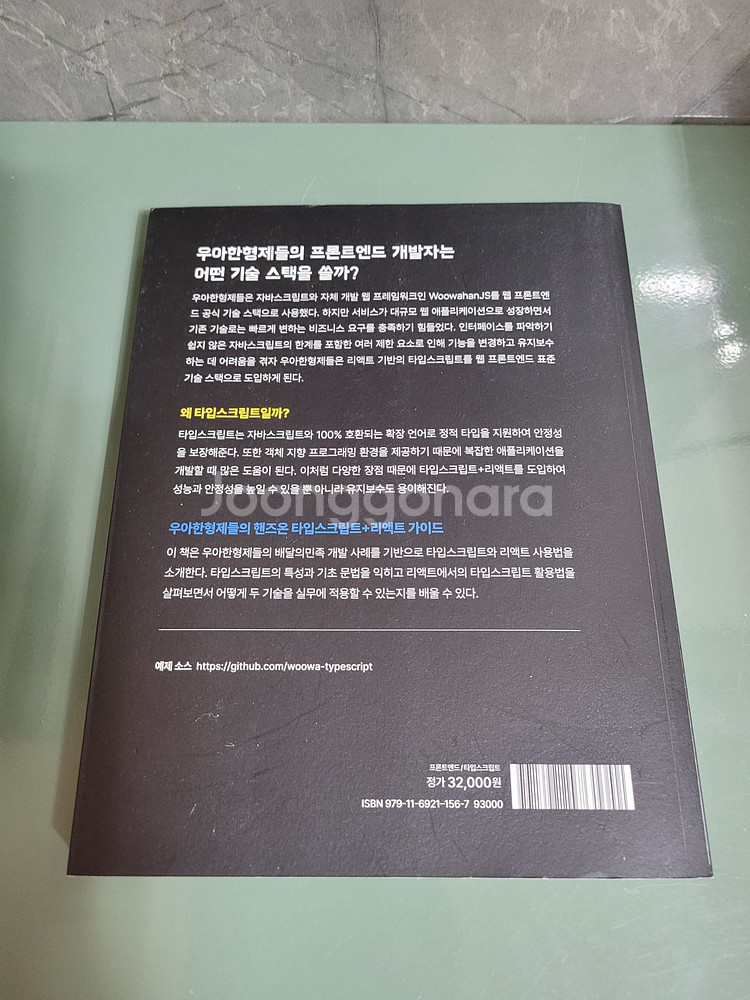 우아한형제들의 프론트엔드 개발자는
어떤 기술 스택을 쓸까?
우아한형제들은 자바스크립트와 자체 개발 웹 프레임워크인 WoowahanJS를 웹 프론트엔
드 공식 기술 스택으로 사용했다. 하지만 서비스가 대규모 웹 애플리케이션으로 성장하면서
기존 기술로는 빠르게 변하는 비즈니스 요구를 충족하기 힘들었다. 인터페이스를 파악하기
쉽지 않은 자바스크립트의 한계를 포함한 여러 제한 요소로 인해 기능을 변경하고 유지보수
하는 데 어려움을 겪자 우아한형제들은 리액트 기반의 타입스크립트를 웹 프론트엔드 표준
기술 스택으로 도입하게 된다.
왜 타입스크립트일까?
타입스크립트는 자바스크립트와 100% 호환되는 확장 언어로 정적 타입을 지원하여 안정성
을 보장해준다. 또한 객체 지향 프로그래밍 환경을 제공하기 때문에 복잡한 애플리케이션을
개발할 때 많은 도움이 된다. 이처럼 다양한 장점 때문에 타입스크립트+리액트를 도입하여
성능과 안정성을 높일 수 있을 뿐 아니라 유지보수도 용이해진다.
Joonggonara
우아한형제들의 핸즈온 타입스크립트+리액트 가이드
이 책은 우아한형제들의 배달의민족 개발 사례를 기반으로 타입스크립트와 리액트 사용법을
소개한다. 타입스크립트의 특성과 기초 문법을 익히고 리액트에서의 타입스크립트 활용법을
살펴보면서 어떻게 두 기술을 실무에 적용할 수 있는지를 배울 수 있다.
예제 소스 https://github.com/woowa-typescript
프론트엔드/타입스크립트
정가 32,000원
ISBN 979-11-6921-156-7 93000